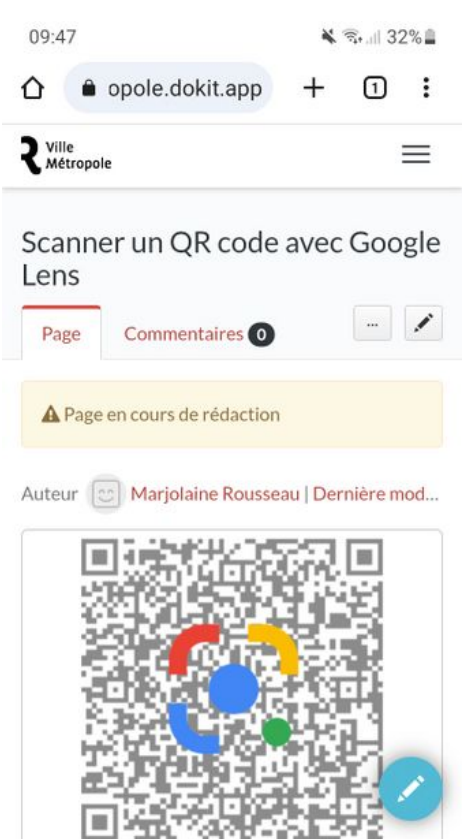 09:47
32%
opole.dokit.app
1
Ville
Métropole
Scanner un QR code avec Google
Lens
Page
Commentaires 0
...
Page en cours de rédaction
Auteur Marjolaine Rousseau | Dernière mod...